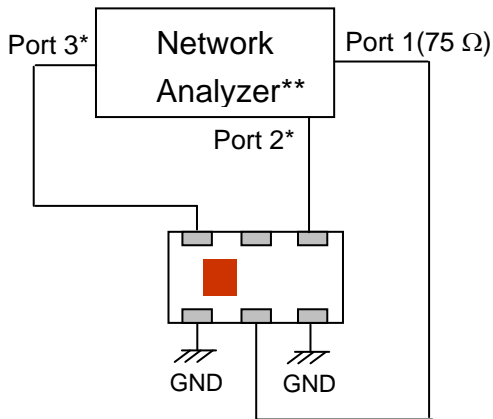 Port 3*
Network
Analyzer**
Port 1(75 Ω)
Port 2*
GND
GND